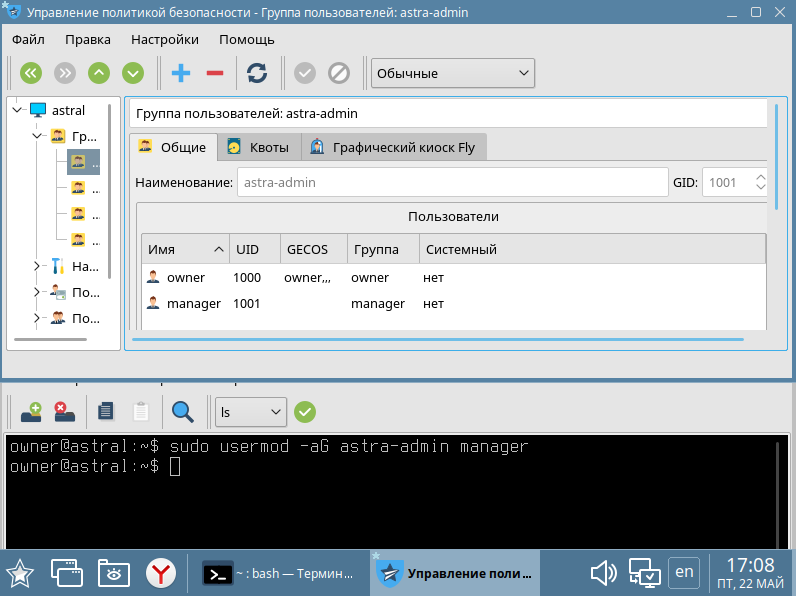 Управление политикой безопасности - Группа пользователей: astra-admin
Файл Правка Настройки Помощь
Обычные
astral
Гр...
...
...
...
...
На...
По...
По...
Группа пользователей: astra-admin
Общие Квоты Графический киоск Fly
Наименование: astra-admin GID: 1001
Пользователи
Имя UID GECOS Группа Системный
owner 1000 owner,,, owner нет
manager 1001 manager нет
ls
owner@astral:~$ sudo usermod -aG astra-admin manager
owner@astral:~$
~ : bash — Термин...
Управление поли...
en
17:08
ПТ, 22 МАЙ